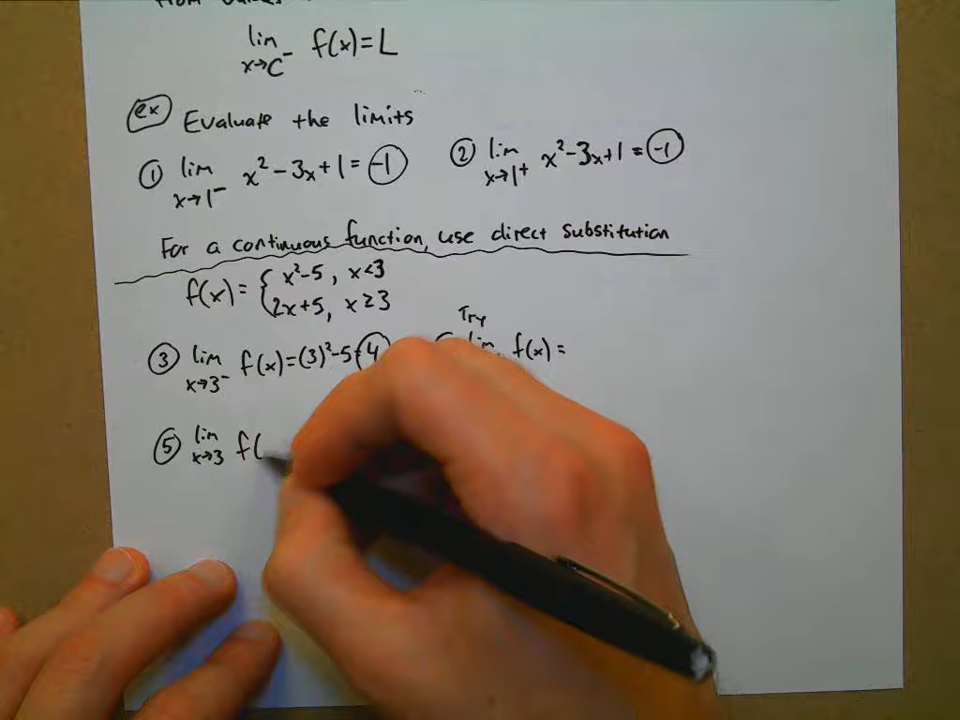 lim f(x)=L
x→c⁻
ex Evaluate the limits
① lim x²-3x+1=-1 ② lim x²-3x+1=-1
x→1⁻ x→1⁺
For a continuous function, use direct substitution
f(x)= { x²-5, x<3
2x+5, x≥3
Try
③ lim f(x)=(3)²-5=4 lim f(x)=
x→3⁻
⑤ lim f(
x→3